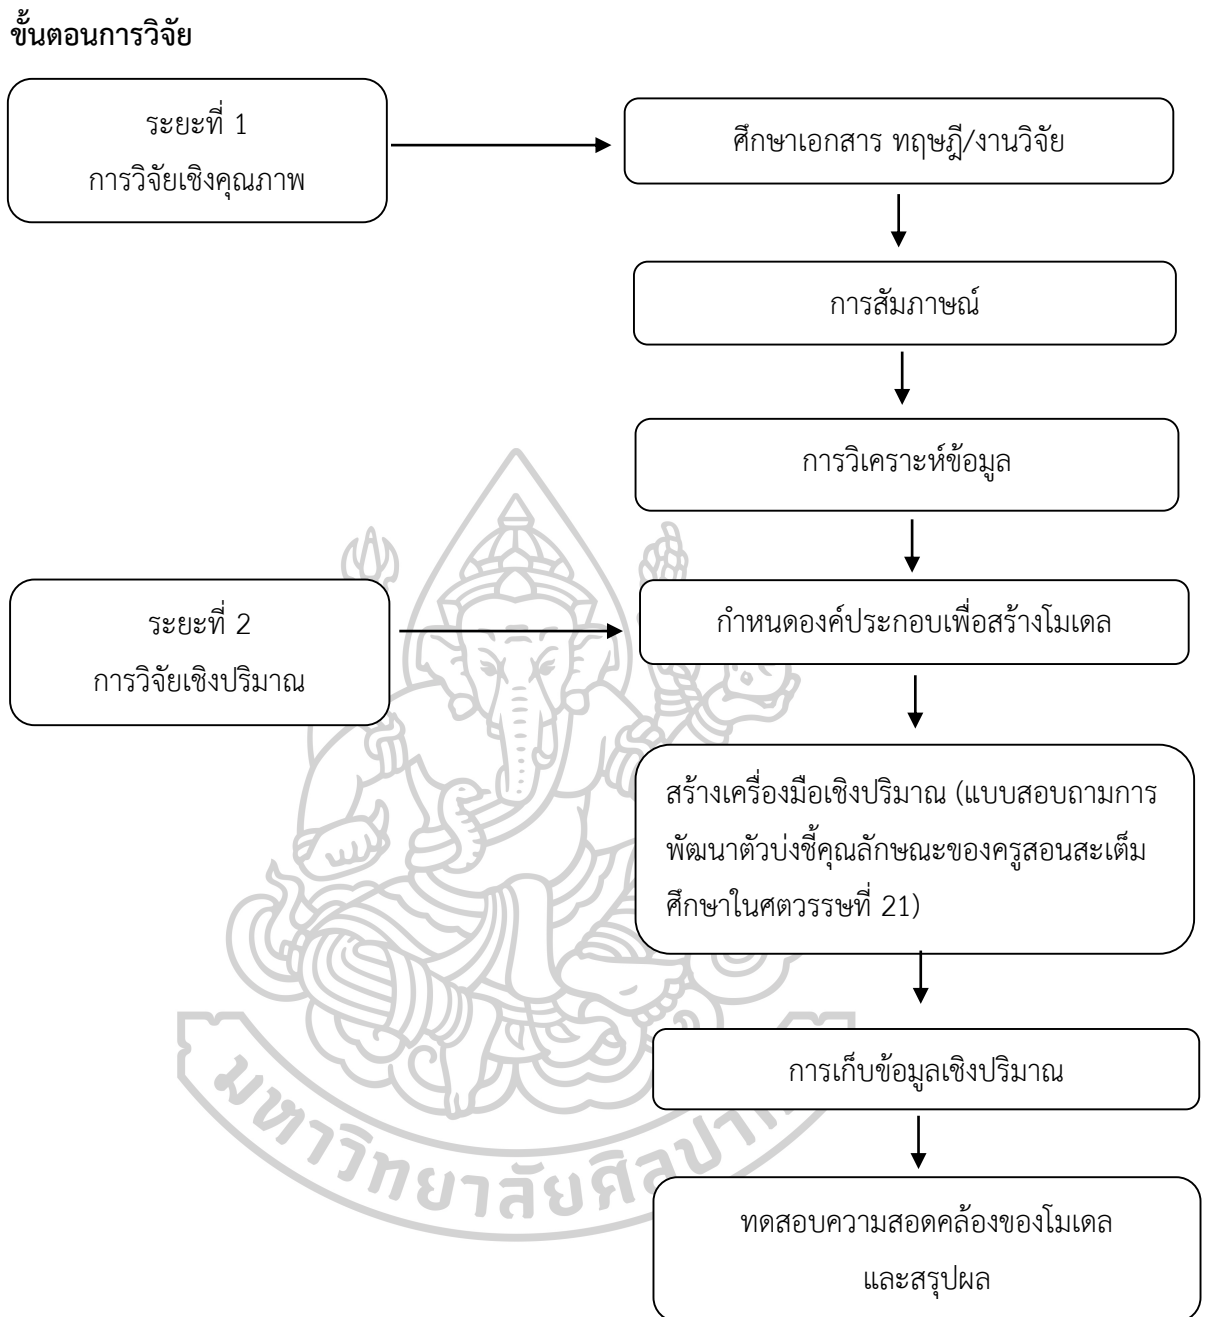 ขั้นตอนการวิจัย
ระยะที่ 1
การวิจัยเชิงคุณภาพ
ศึกษาเอกสาร ทฤษฎี/งานวิจัย
การสัมภาษณ์
การวิเคราะห์ข้อมูล
ระยะที่ 2
การวิจัยเชิงปริมาณ
กำหนดองค์ประกอบเพื่อสร้างโมเดล
สร้างเครื่องมือเชิงปริมาณ (แบบสอบถามการ
พัฒนาตัวบ่งชี้คุณลักษณะของครูสอนสะเต็ม
ศึกษาในศตวรรษที่ 21)
การเก็บข้อมูลเชิงปริมาณ
ทดสอบความสอดคล้องของโมเดล
และสรุปผล
มหาวิทยาลัยศิลปาก